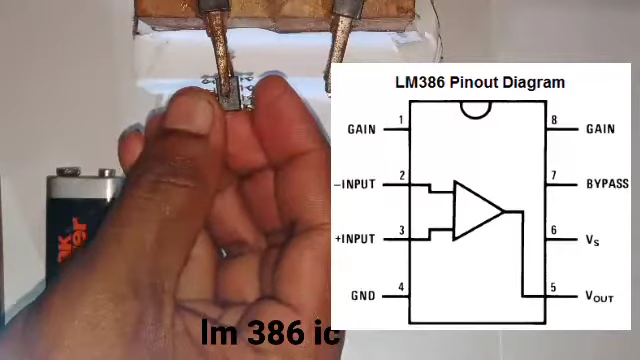 LM386 Pinout Diagram
GAIN 1 8 GAIN
–INPUT 2 7 BYPASS
+INPUT 3 6 VS
GND 4 5 VOUT
lm 386 ic